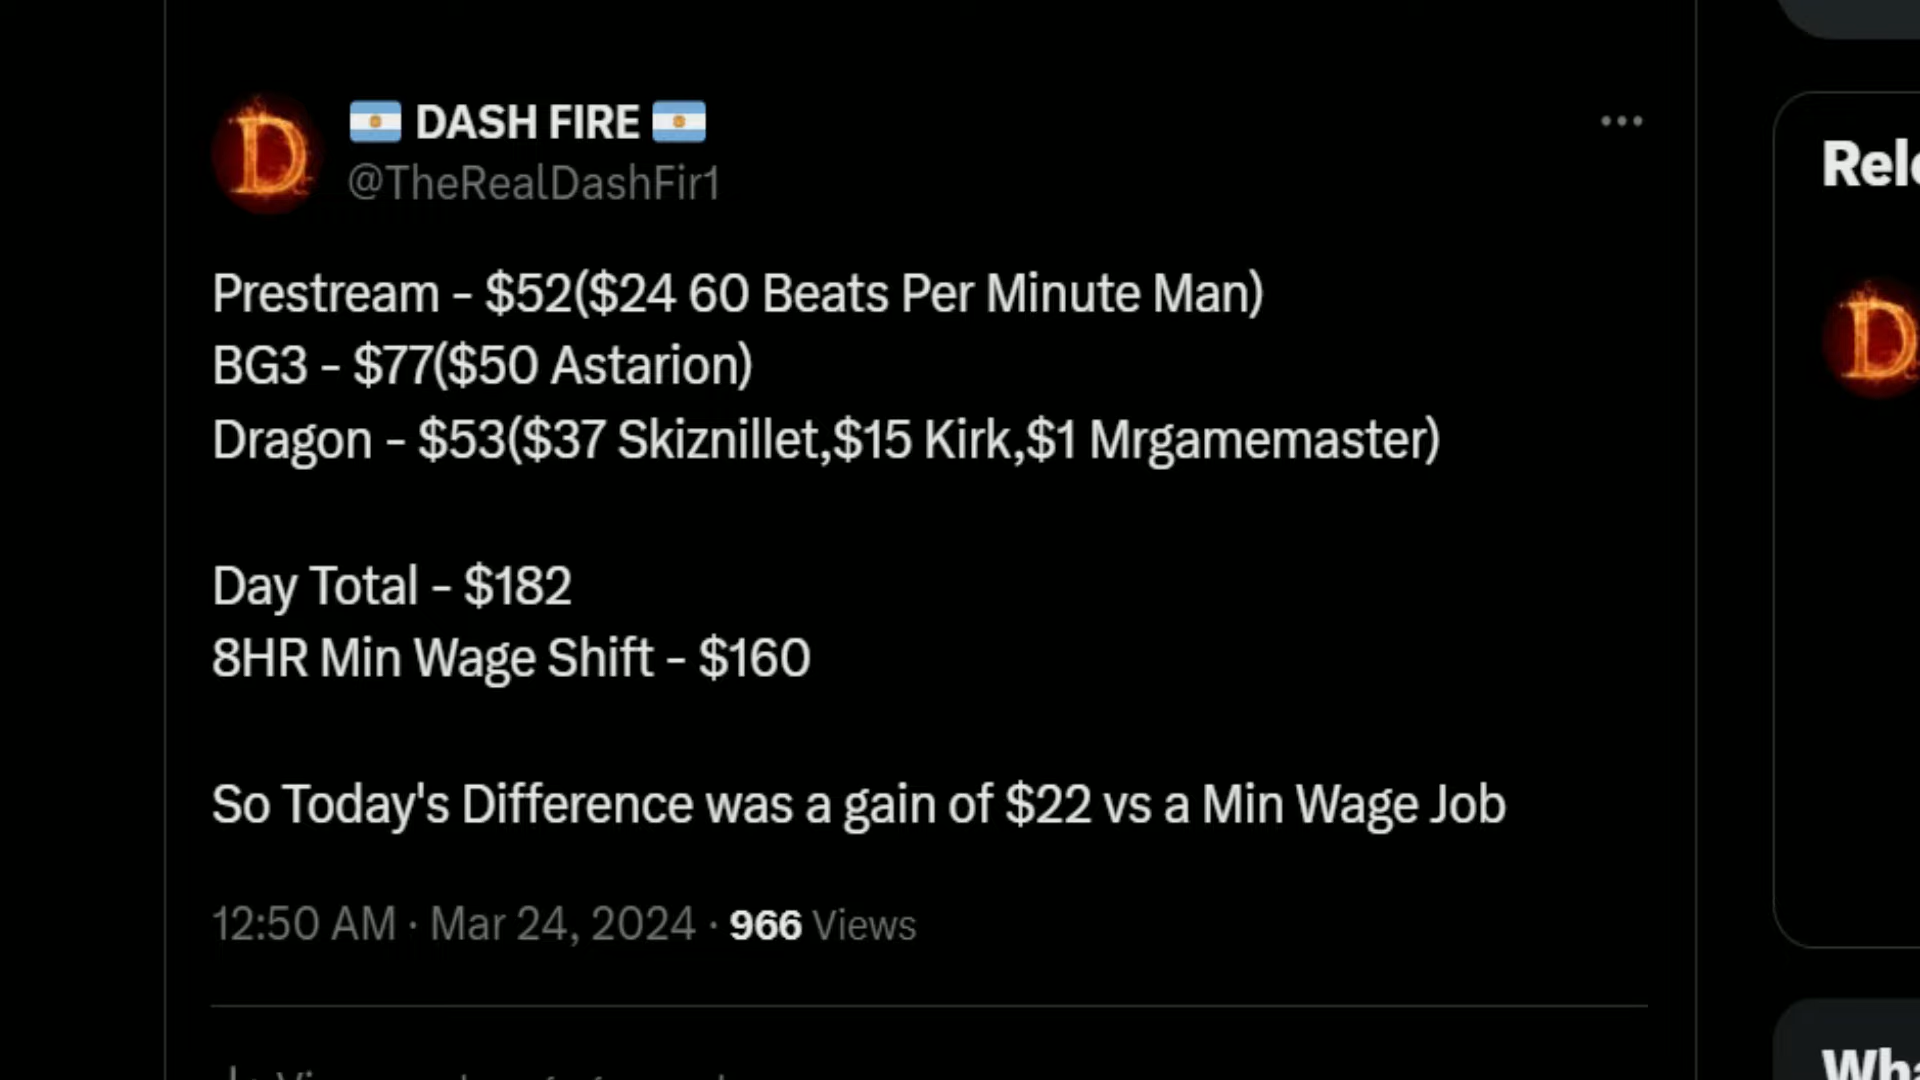 DASH FIRE
@TheRealDashFir1
Prestream - $52($24 60 Beats Per Minute Man)
BG3 - $77($50 Astarion)
Dragon - $53($37 Skiznillet,$15 Kirk,$1 Mrgamemaster)
Day Total - $182
8HR Min Wage Shift - $160
So Today's Difference was a gain of $22 vs a Min Wage Job
12:50 AM · Mar 24, 2024 · 966 Views